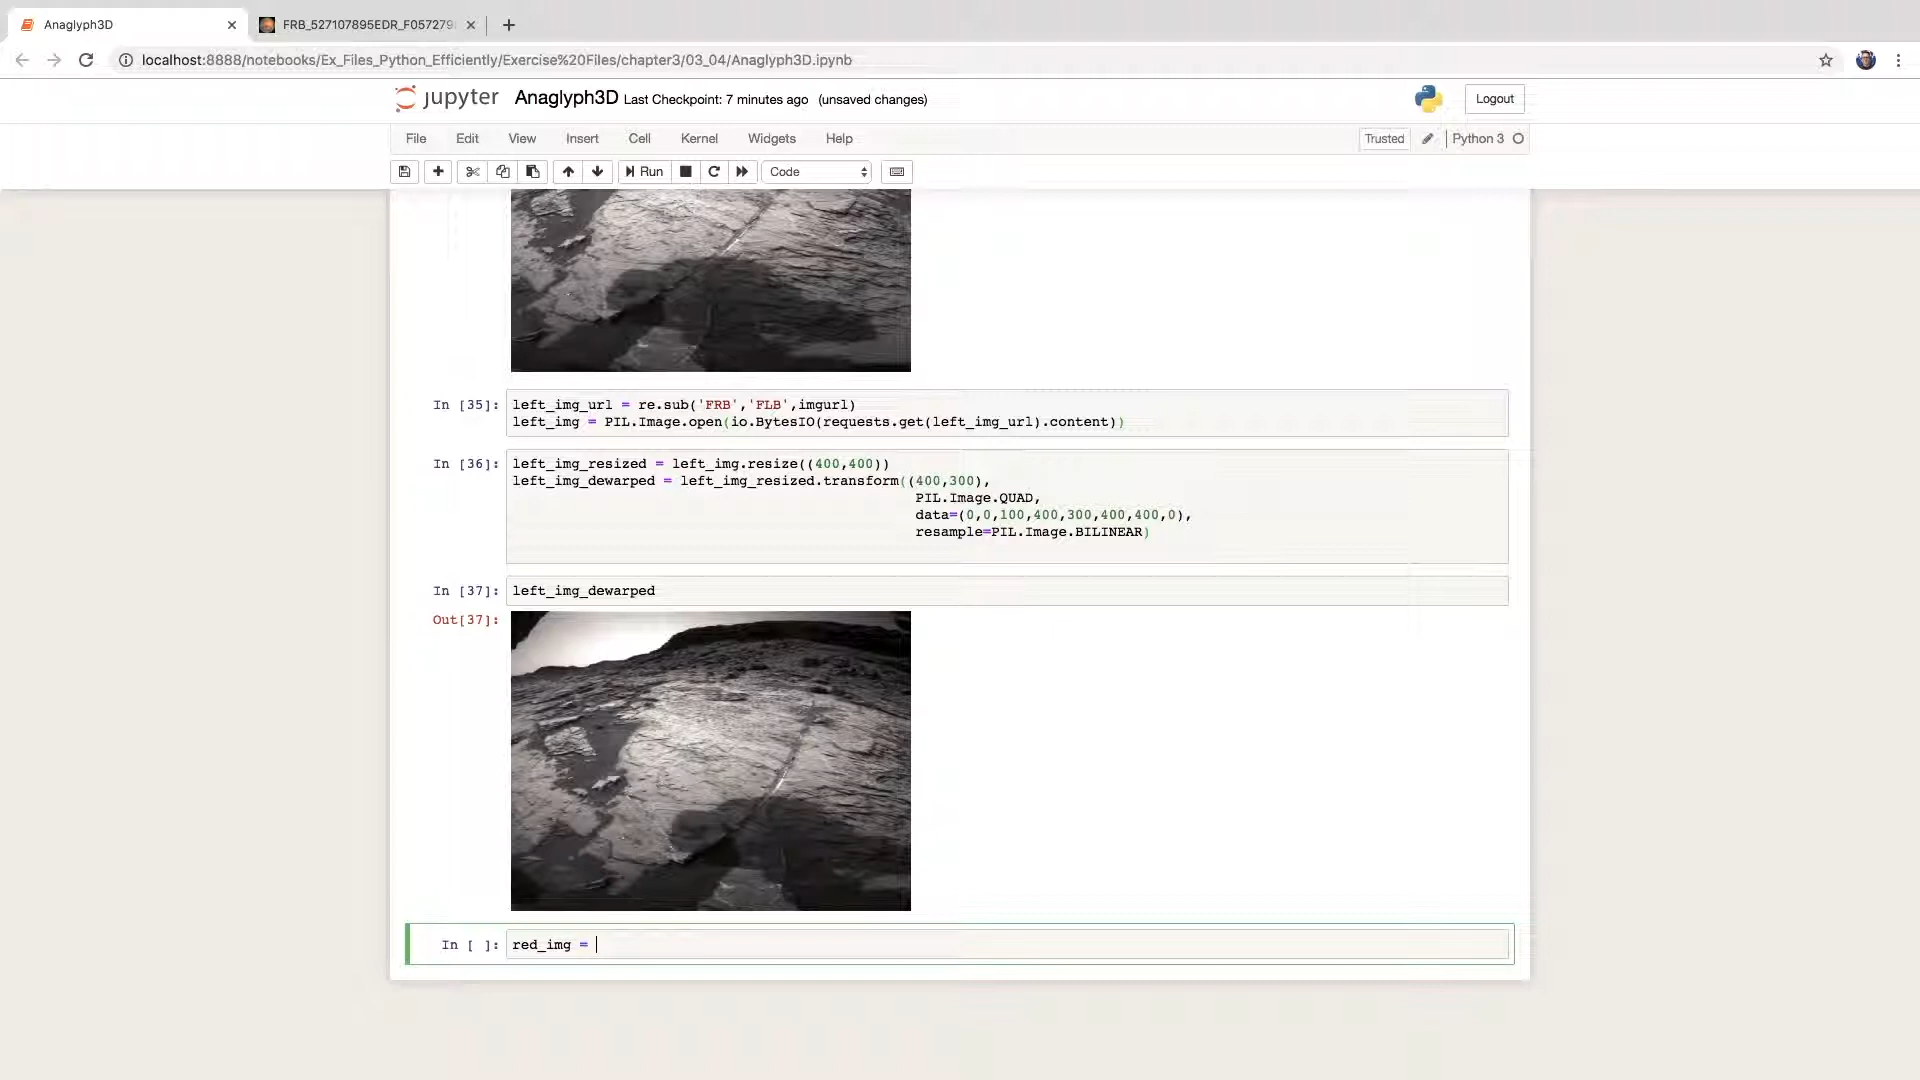 Anaglyph3D
FRB_527107895EDR_F057279
localhost:8888/notebooks/Ex_Files_Python_Efficiently/Exercise%20Files/chapter3/03_04/Anaglyph3D.ipynb
jupyter Anaglyph3D Last Checkpoint: 7 minutes ago (unsaved changes)
Logout
File Edit View Insert Cell Kernel Widgets Help
Trusted Python 3
Run Code
In [35]: left_img_url = re.sub('FRB','FLB',imgurl)
left_img = PIL.Image.open(io.BytesIO(requests.get(left_img_url).content))
In [36]: left_img_resized = left_img.resize((400,400))
left_img_dewarped = left_img_resized.transform((400,300),
PIL.Image.QUAD,
data=(0,0,100,400,300,400,400,0),
resample=PIL.Image.BILINEAR)
In [37]: left_img_dewarped
Out[37]:
In [ ]: red_img =